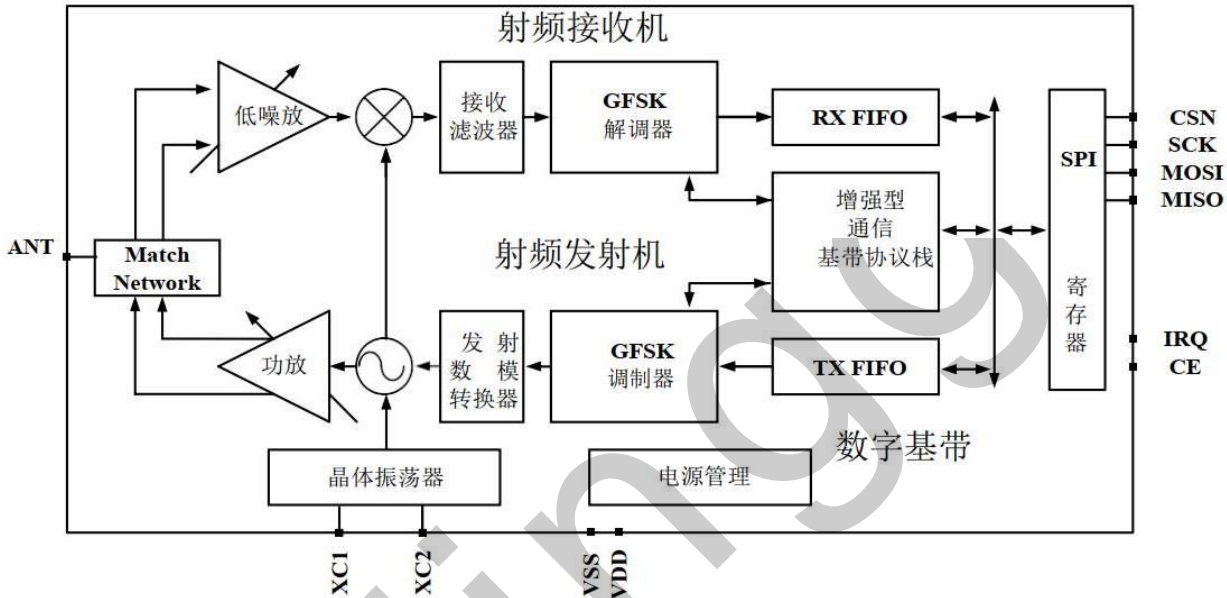 射频接收机
低噪放
接收
滤波器
GFSK
解调器
RX FIFO
SPI
寄存器
CSN
SCK
MOSI
MISO
增强型
通信
基带协议栈
ANT
Match
Network
射频发射机
功放
发 射
数 模
转换器
GFSK
调制器
TX FIFO
IRQ
CE
数字基带
晶体振荡器
电源管理
XC1
XC2
VSS
VDD